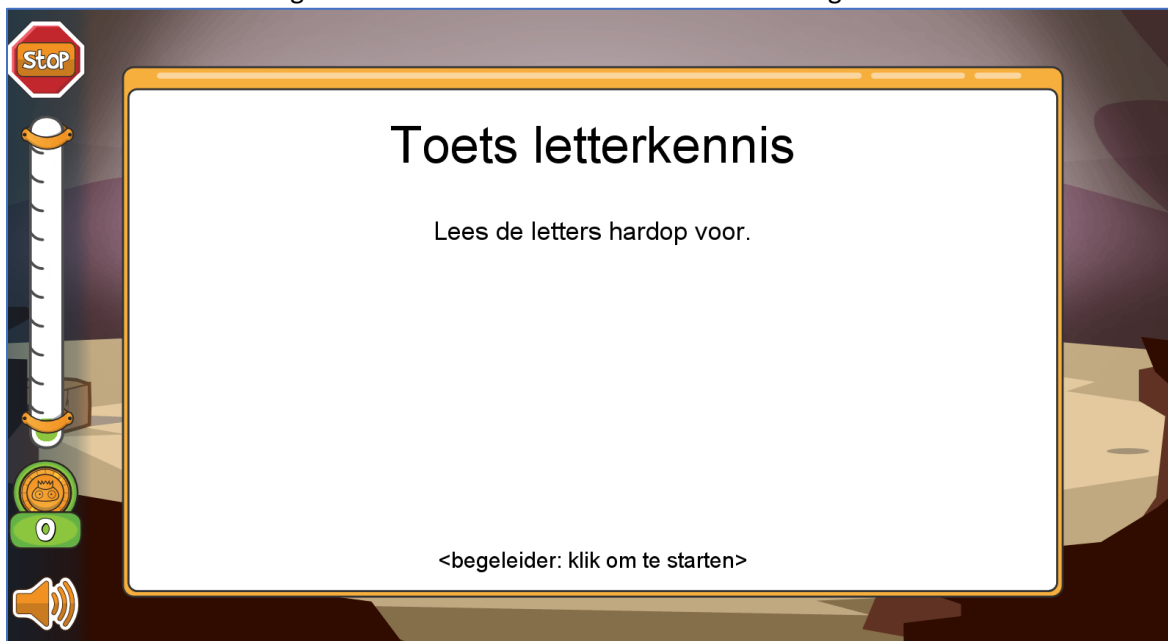 StoP
Toets letterkennis
Lees de letters hardop voor.
0
<begeleider: klik om te starten>